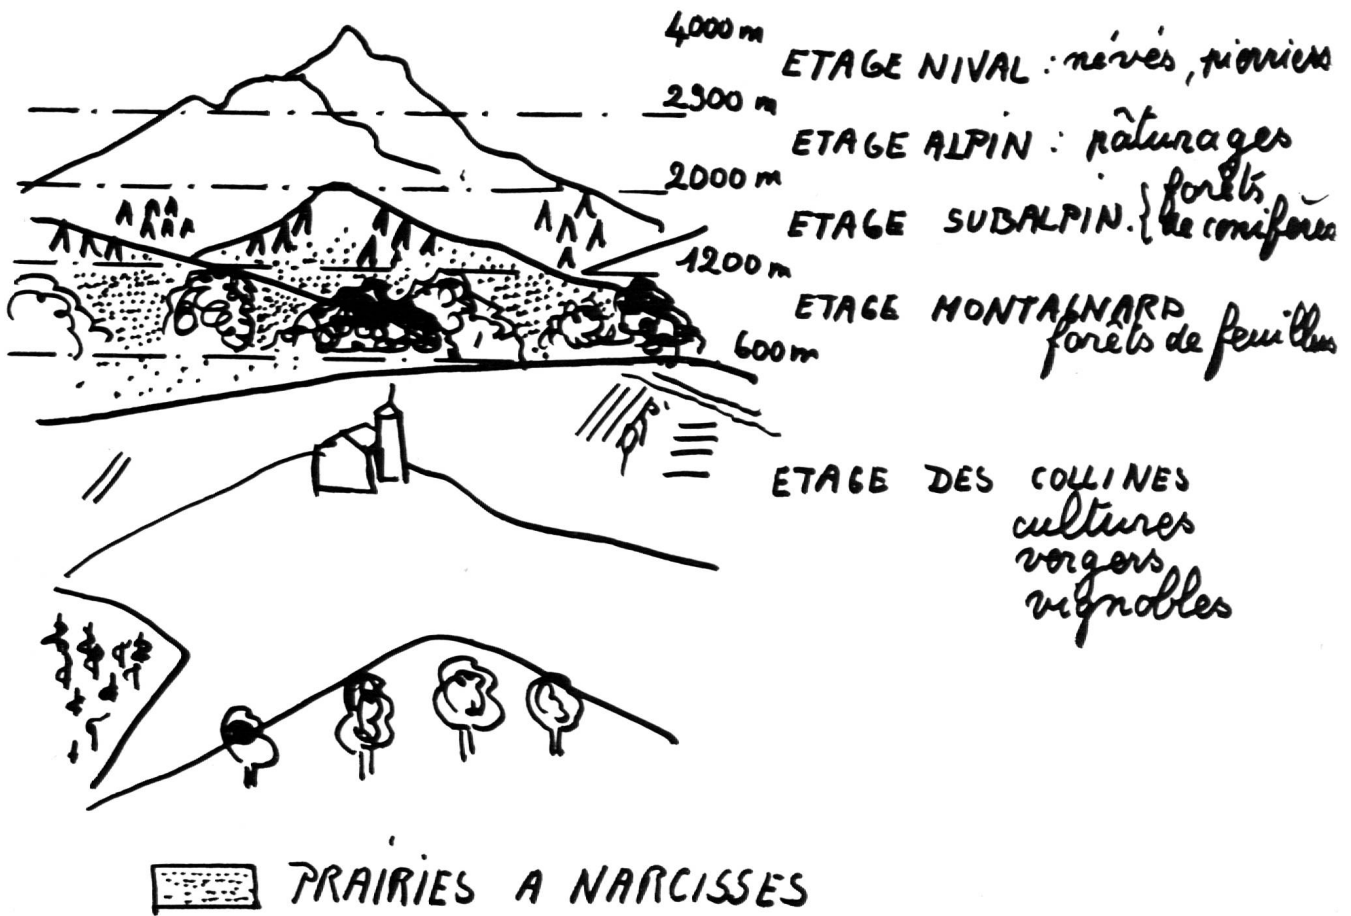 4000 m
ETAGE NIVAL : névés, pierriers
2900 m
ETAGE ALPIN : pâturages
2000 m
ETAGE SUBALPIN. { forêts
de conifères
1200 m
ETAGE MONTAGNARD
forêts de feuillus
600 m
ETAGE DES COLLINES
cultures
vergers
vignobles
PRAIRIES A NARCISSES